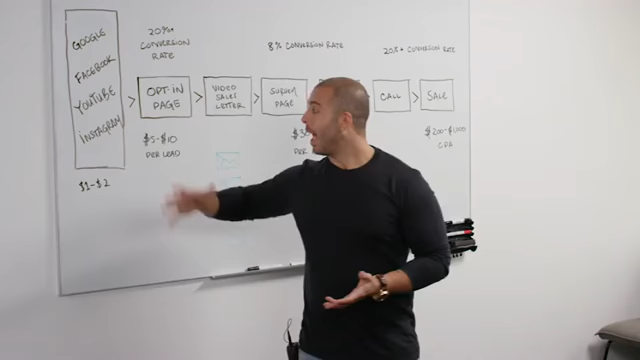 GOOGLE
FACEBOOK
YOUTUBE
INSTAGRAM
$1-$2
20%+
CONVERSION
RATE
OPT-IN
PAGE
$5-$10
PER LEAD
VIDEO
SALES
LETTER
8% CONVERSION RATE
SURVEY
PAGE
PER
20%+ CONVERSION RATE
CALL
SALE
CPA